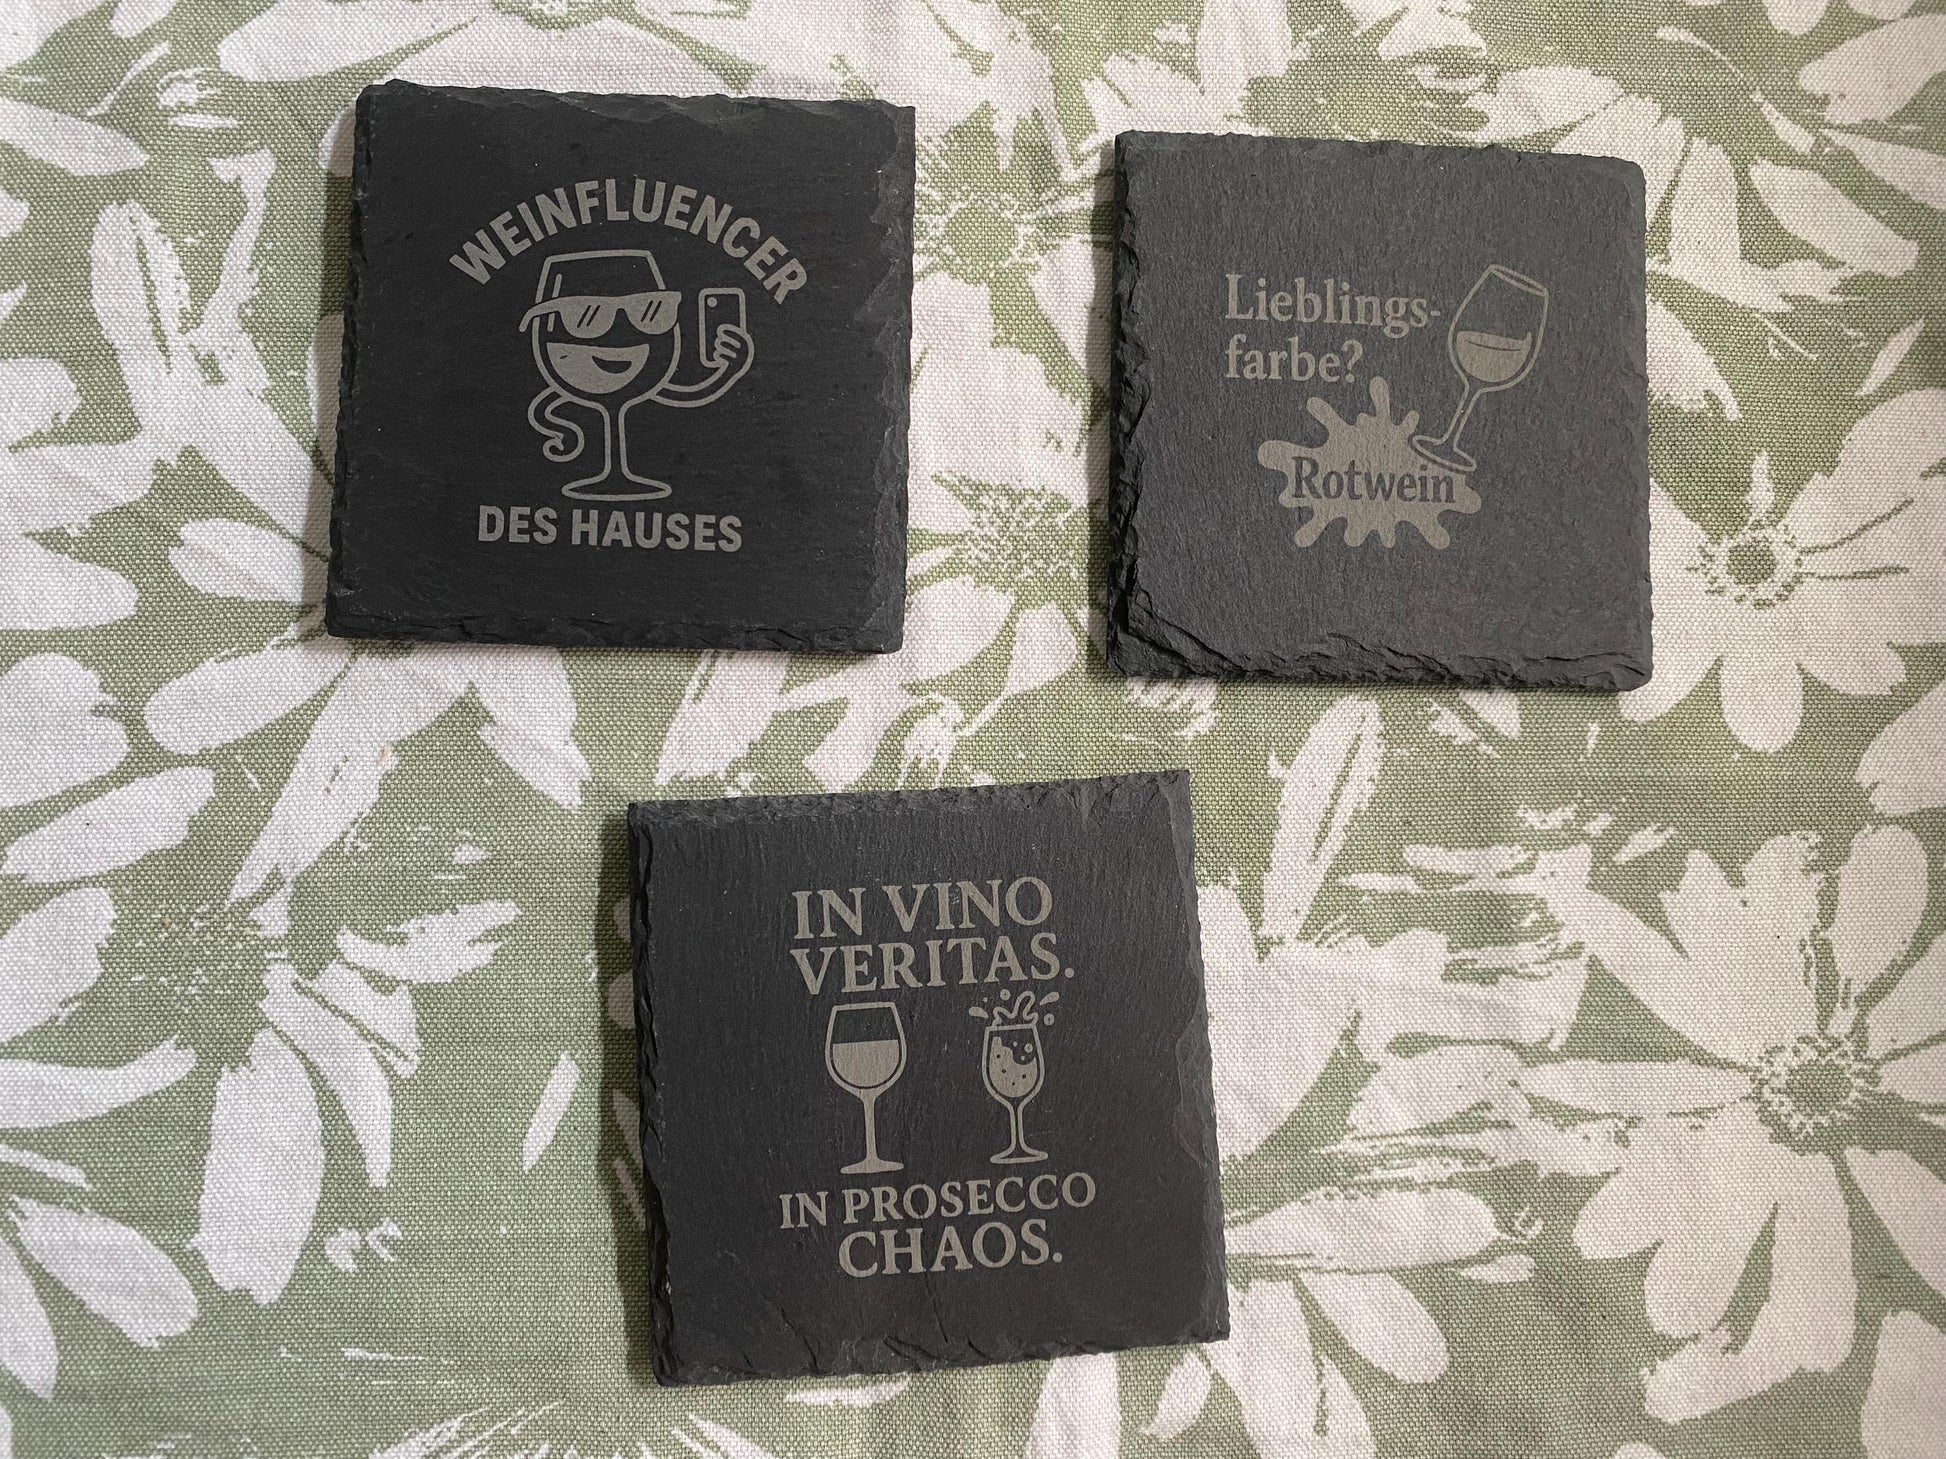 WEINFLUENCER
DES HAUSES
Lieblings-
farbe?
Rotwein
IN VINO
VERITAS.
IN PROSECCO
CHAOS.